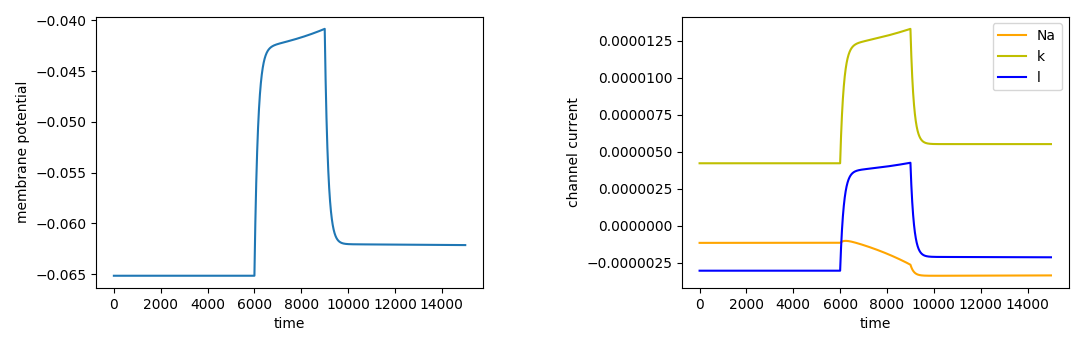 −0.040
−0.045
−0.050
−0.055
−0.060
−0.065
membrane potential
0 2000 4000 6000 8000 10000 12000 14000
time
0.0000125
0.0000100
0.0000075
0.0000050
0.0000025
0.0000000
−0.0000025
channel current
0 2000 4000 6000 8000 10000 12000 14000
time
Na
k
l